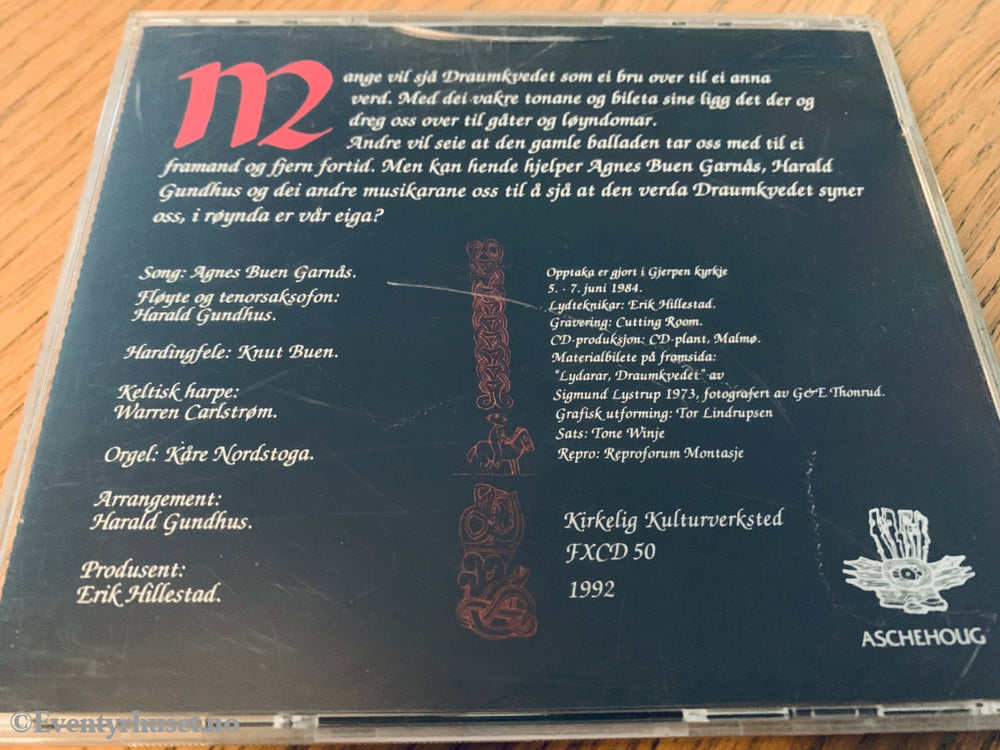 Mange vil sjå Draumkvedet som ei bru over til ei anna
verd. Med dei vakre tonane og bileta sine ligg det der og
dreg oss over til gåter og løyndomar.
Andre vil seie at den gamle balladen tar oss med til ei
framand og fjern fortid. Men kan hende hjelper Agnes Buen Garnås, Harald
Gundhus og dei andre musikarane oss til å sjå at den verda Draumkvedet syner
oss, i røynda er vår eiga?
Song: Agnes Buen Garnås.
Fløyte og tenorsaksofon:
Harald Gundhus.
Hardingfele: Knut Buen.
Keltisk harpe:
Warren Carlstrøm.
Orgel: Kåre Nordstoga.
Arrangement:
Harald Gundhus.
Produsent:
Erik Hillestad.
Opptaka er gjort i Gjerpen kyrkje
5. - 7. juni 1984.
Lydteknikar: Erik Hillestad.
Gravering: Cutting Room.
CD-produksjon: CD-plant, Malmø.
Materialbilete på framsida:
"Lydarar, Draumkvedet" av
Sigmund Lystrup 1973, fotografert av G&E Thonrud.
Grafisk utforming: Tor Lindrupsen
Sats: Tone Winje
Repro: Reproforum Montasje
Kirkelig Kulturverksted
FXCD 50
1992
ASCHEHOUG
©Eventyrhuset.no